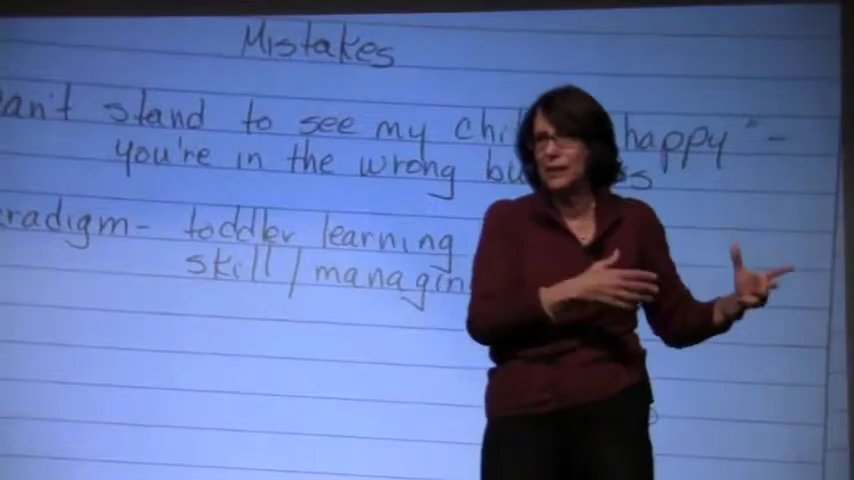 Mistakes
an't stand to see my chi happy" -
you're in the wrong bu s
radigm - toddler learning
skill / managin